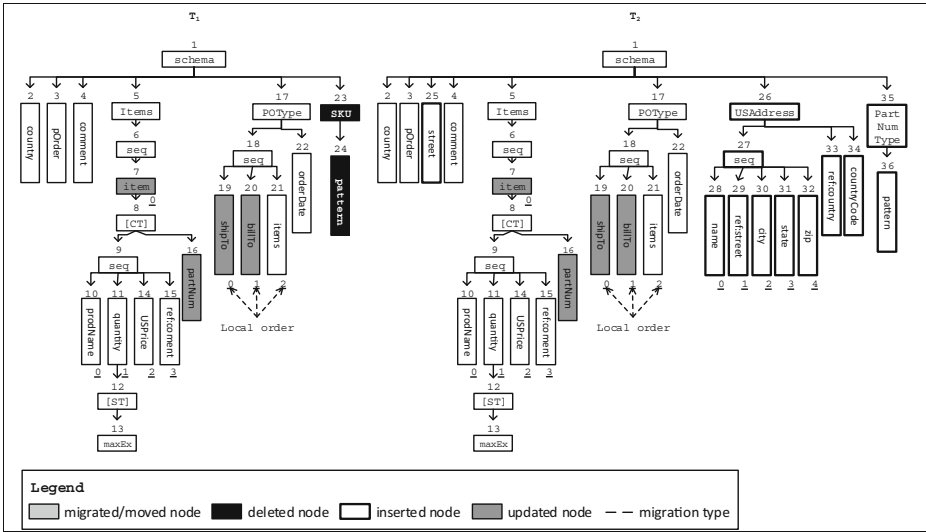 T1 T2
1 1
schema schema
2 3 4 5 17 23 2 3 25 4 5 17 26 35
country pOrder comment Items POType SKU country pOrder street comment Items POType USAddress Part Num Type
6 18 22 24 6 18 22 27 33 34 36
seq seq orderDate pattern seq seq orderDate seq ref:country countryCode pattern
7 19 20 21 7 19 20 21 28 29 30 31 32
item shipTo billTo items item shipTo billTo items name ref:street city state zip
0 0
8 8
[CT] [CT]
9 16 9 16
seq partNum seq partNum
0 1 2 0 1 2 0 1 2 3 4
10 11 14 15 10 11 14 15
prodName quantity USPrice ref:coment prodName quantity USPrice ref:coment
Local order Local order
0 1 2 3 0 1 2 3
12 12
[ST] [ST]
13 13
maxEx maxEx
Legend
migrated/moved node deleted node inserted node updated node migration type